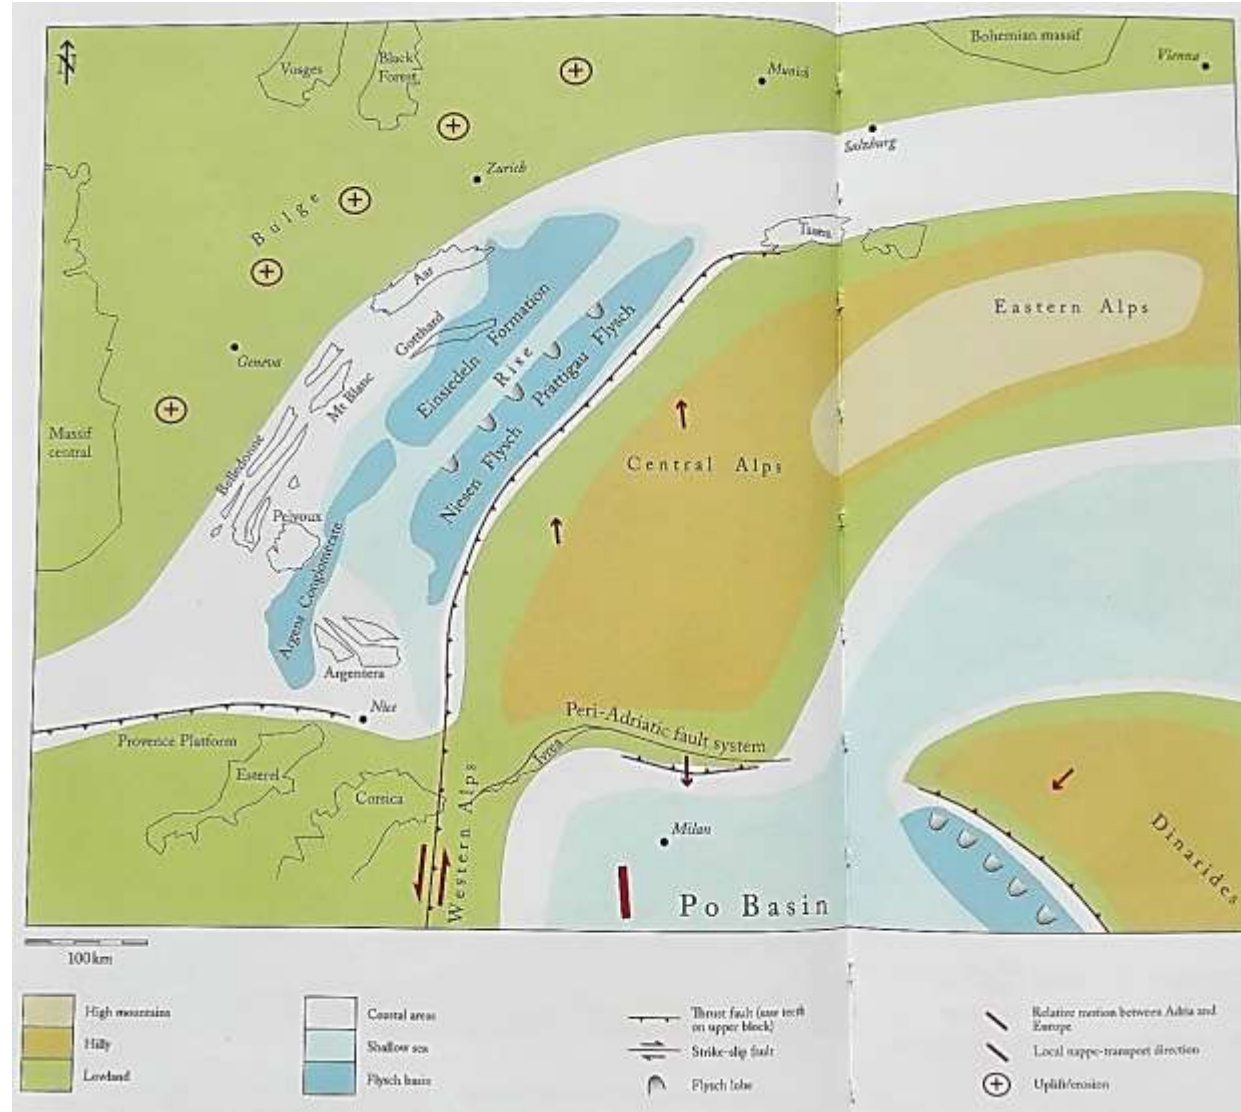 N
Vosges
Black
Forest
Munich
Bohemian massif
Vienna
Zurich
Salzburg
Bulge
Tauern
Aar
Gotthard
Geneva
Mt Blanc
Einsiedeln Formation
Rise
Prattigau Flysch
Niesen Flysch
Eastern Alps
Central Alps
Massif
central
Belledonne
Pelvoux
Argens Conglomerate
Argentera
Nice
Provence Platform
Esterel
Corsica
Western Alps
Ivrea
Peri-Adriatic fault system
Milan
Po Basin
Dinarides
100km
High mountains
Hilly
Lowland
Coastal areas
Shallow sea
Flysch basin
Thrust fault (saw teeth
on upper block)
Strike-slip fault
Flysch lobe
Relative motion between Adria and
Europe
Local nappe-transport direction
Uplift/erosion